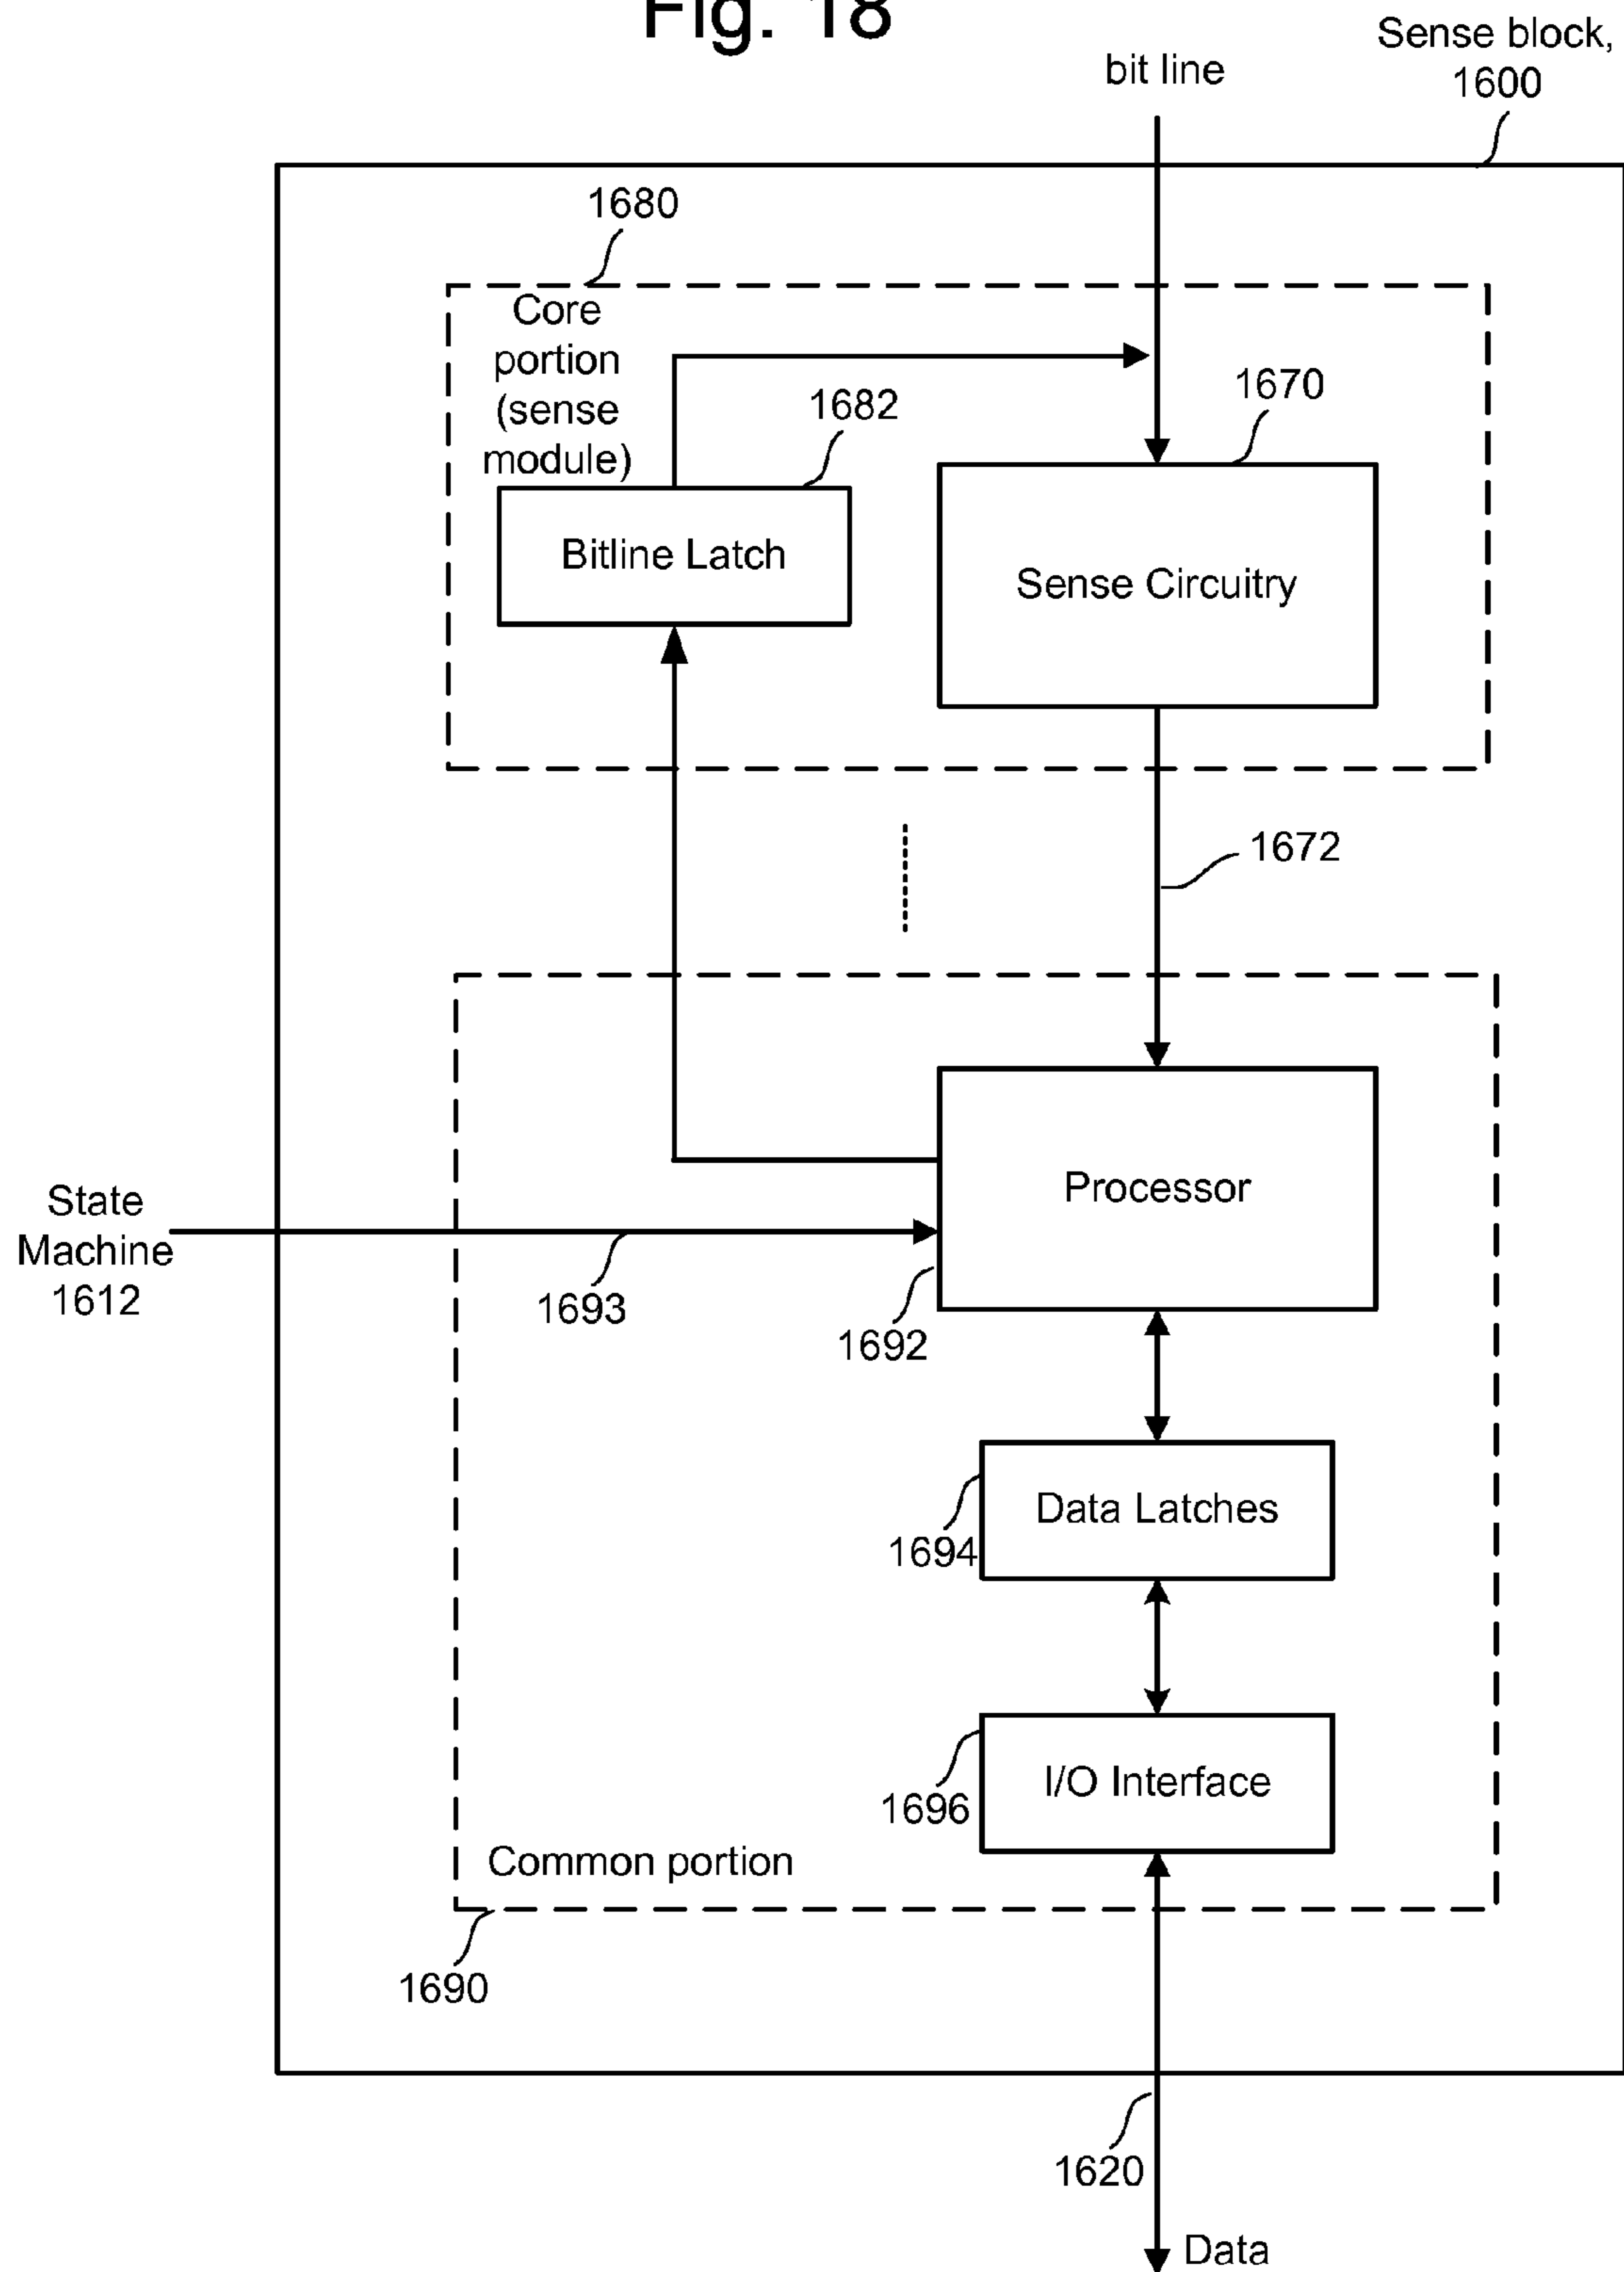 Fig. 18
Sense block,
1600
bit line
1680
Core
portion
(sense
module)
1682
1670
Bitline Latch
Sense Circuitry
1672
Processor
State
Machine
1612
1693
1692
Data Latches
1694
I/O Interface
1696
Common portion
1690
1620
Data